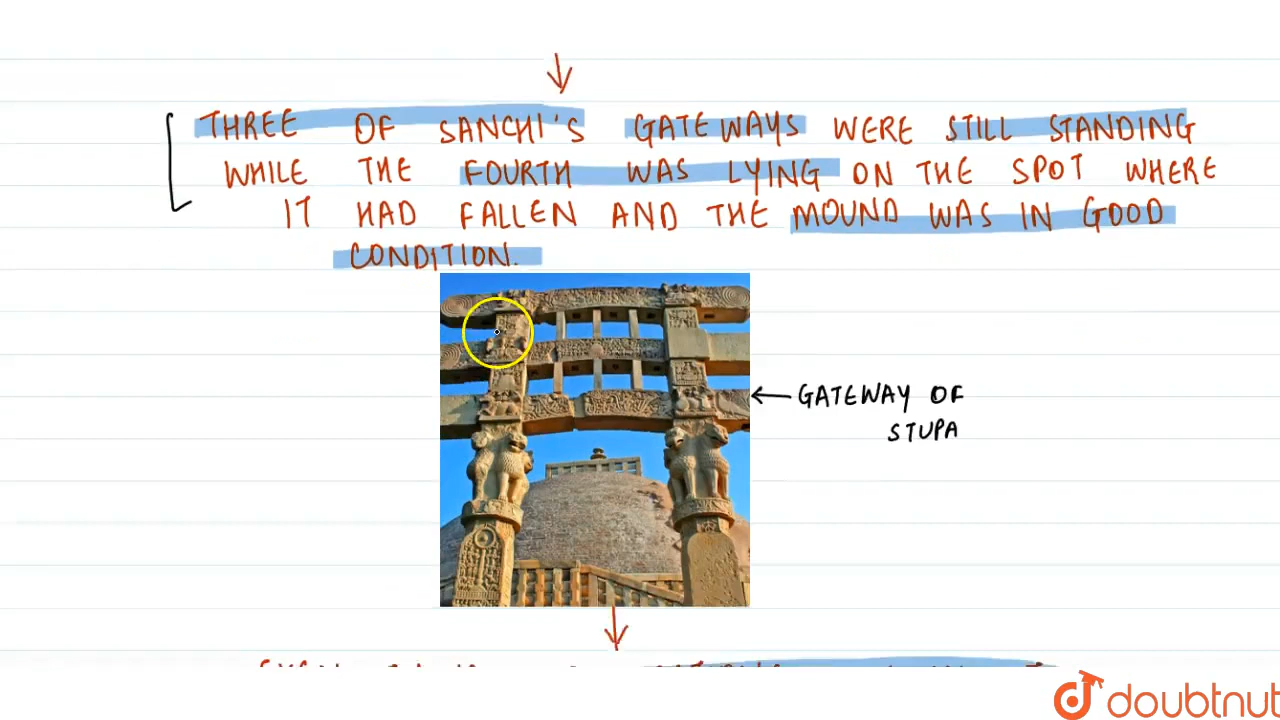 THREE OF SANCHI'S GATEWAYS WERE STILL STANDING
WHILE THE FOURTH WAS LYING ON THE SPOT WHERE
IT HAD FALLEN AND THE MOUND WAS IN GOOD
CONDITION.
← GATEWAY OF
STUPA
doubtnut